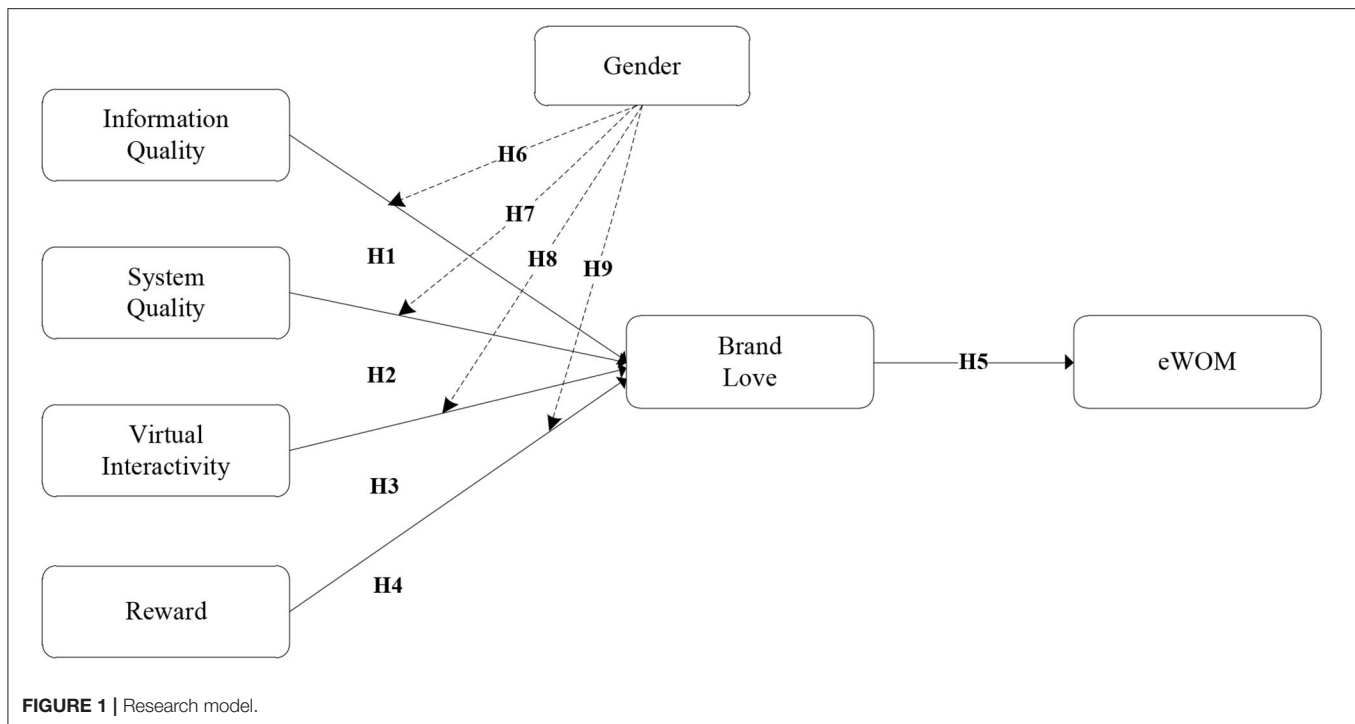 Gender
Information
Quality
H6
H7
H1
H8
H9
System
Quality
H2
Brand
Love
H5
eWOM
Virtual
Interactivity
H3
H4
Reward
FIGURE 1 | Research model.